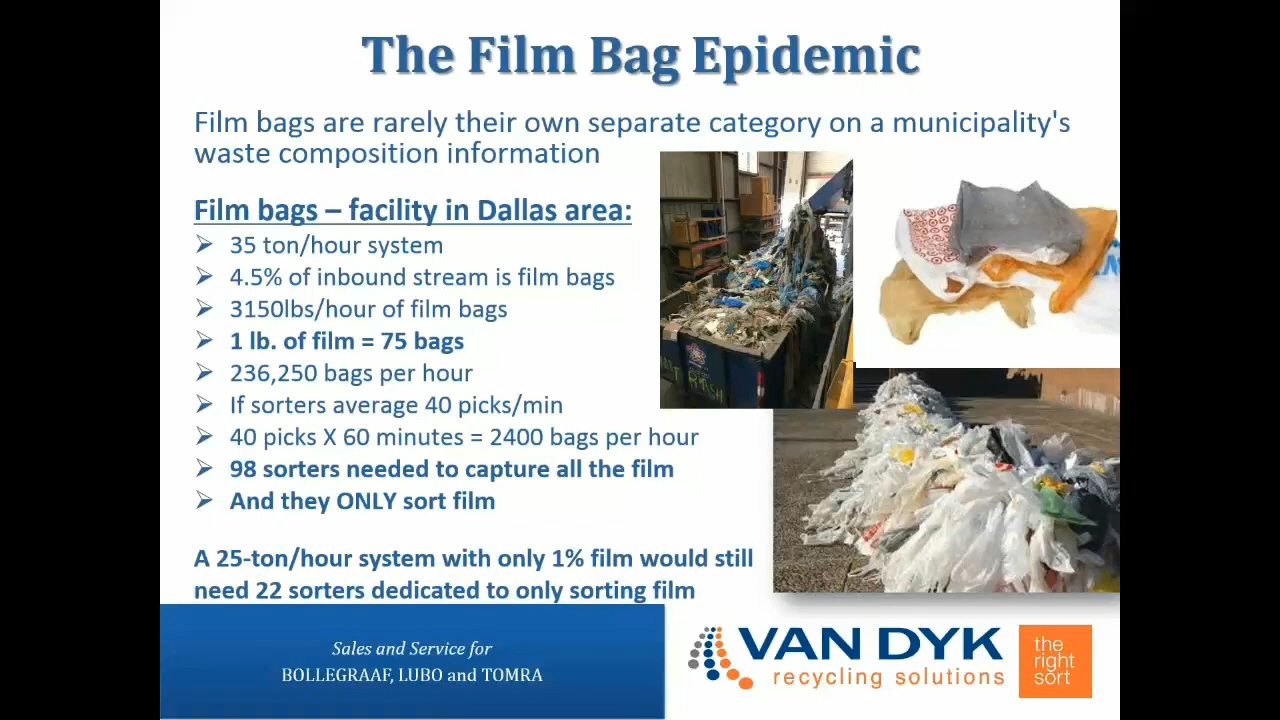 The Film Bag Epidemic
Film bags are rarely their own separate category on a municipality's
waste composition information
Film bags – facility in Dallas area:
➢ 35 ton/hour system
➢ 4.5% of inbound stream is film bags
➢ 3150lbs/hour of film bags
➢ 1 lb. of film = 75 bags
➢ 236,250 bags per hour
➢ If sorters average 40 picks/min
➢ 40 picks X 60 minutes = 2400 bags per hour
➢ 98 sorters needed to capture all the film
➢ And they ONLY sort film
A 25-ton/hour system with only 1% film would still
need 22 sorters dedicated to only sorting film
Sales and Service for
BOLLEGRAAF, LUBO and TOMRA
VAN DYK
recycling solutions
the
right
sort